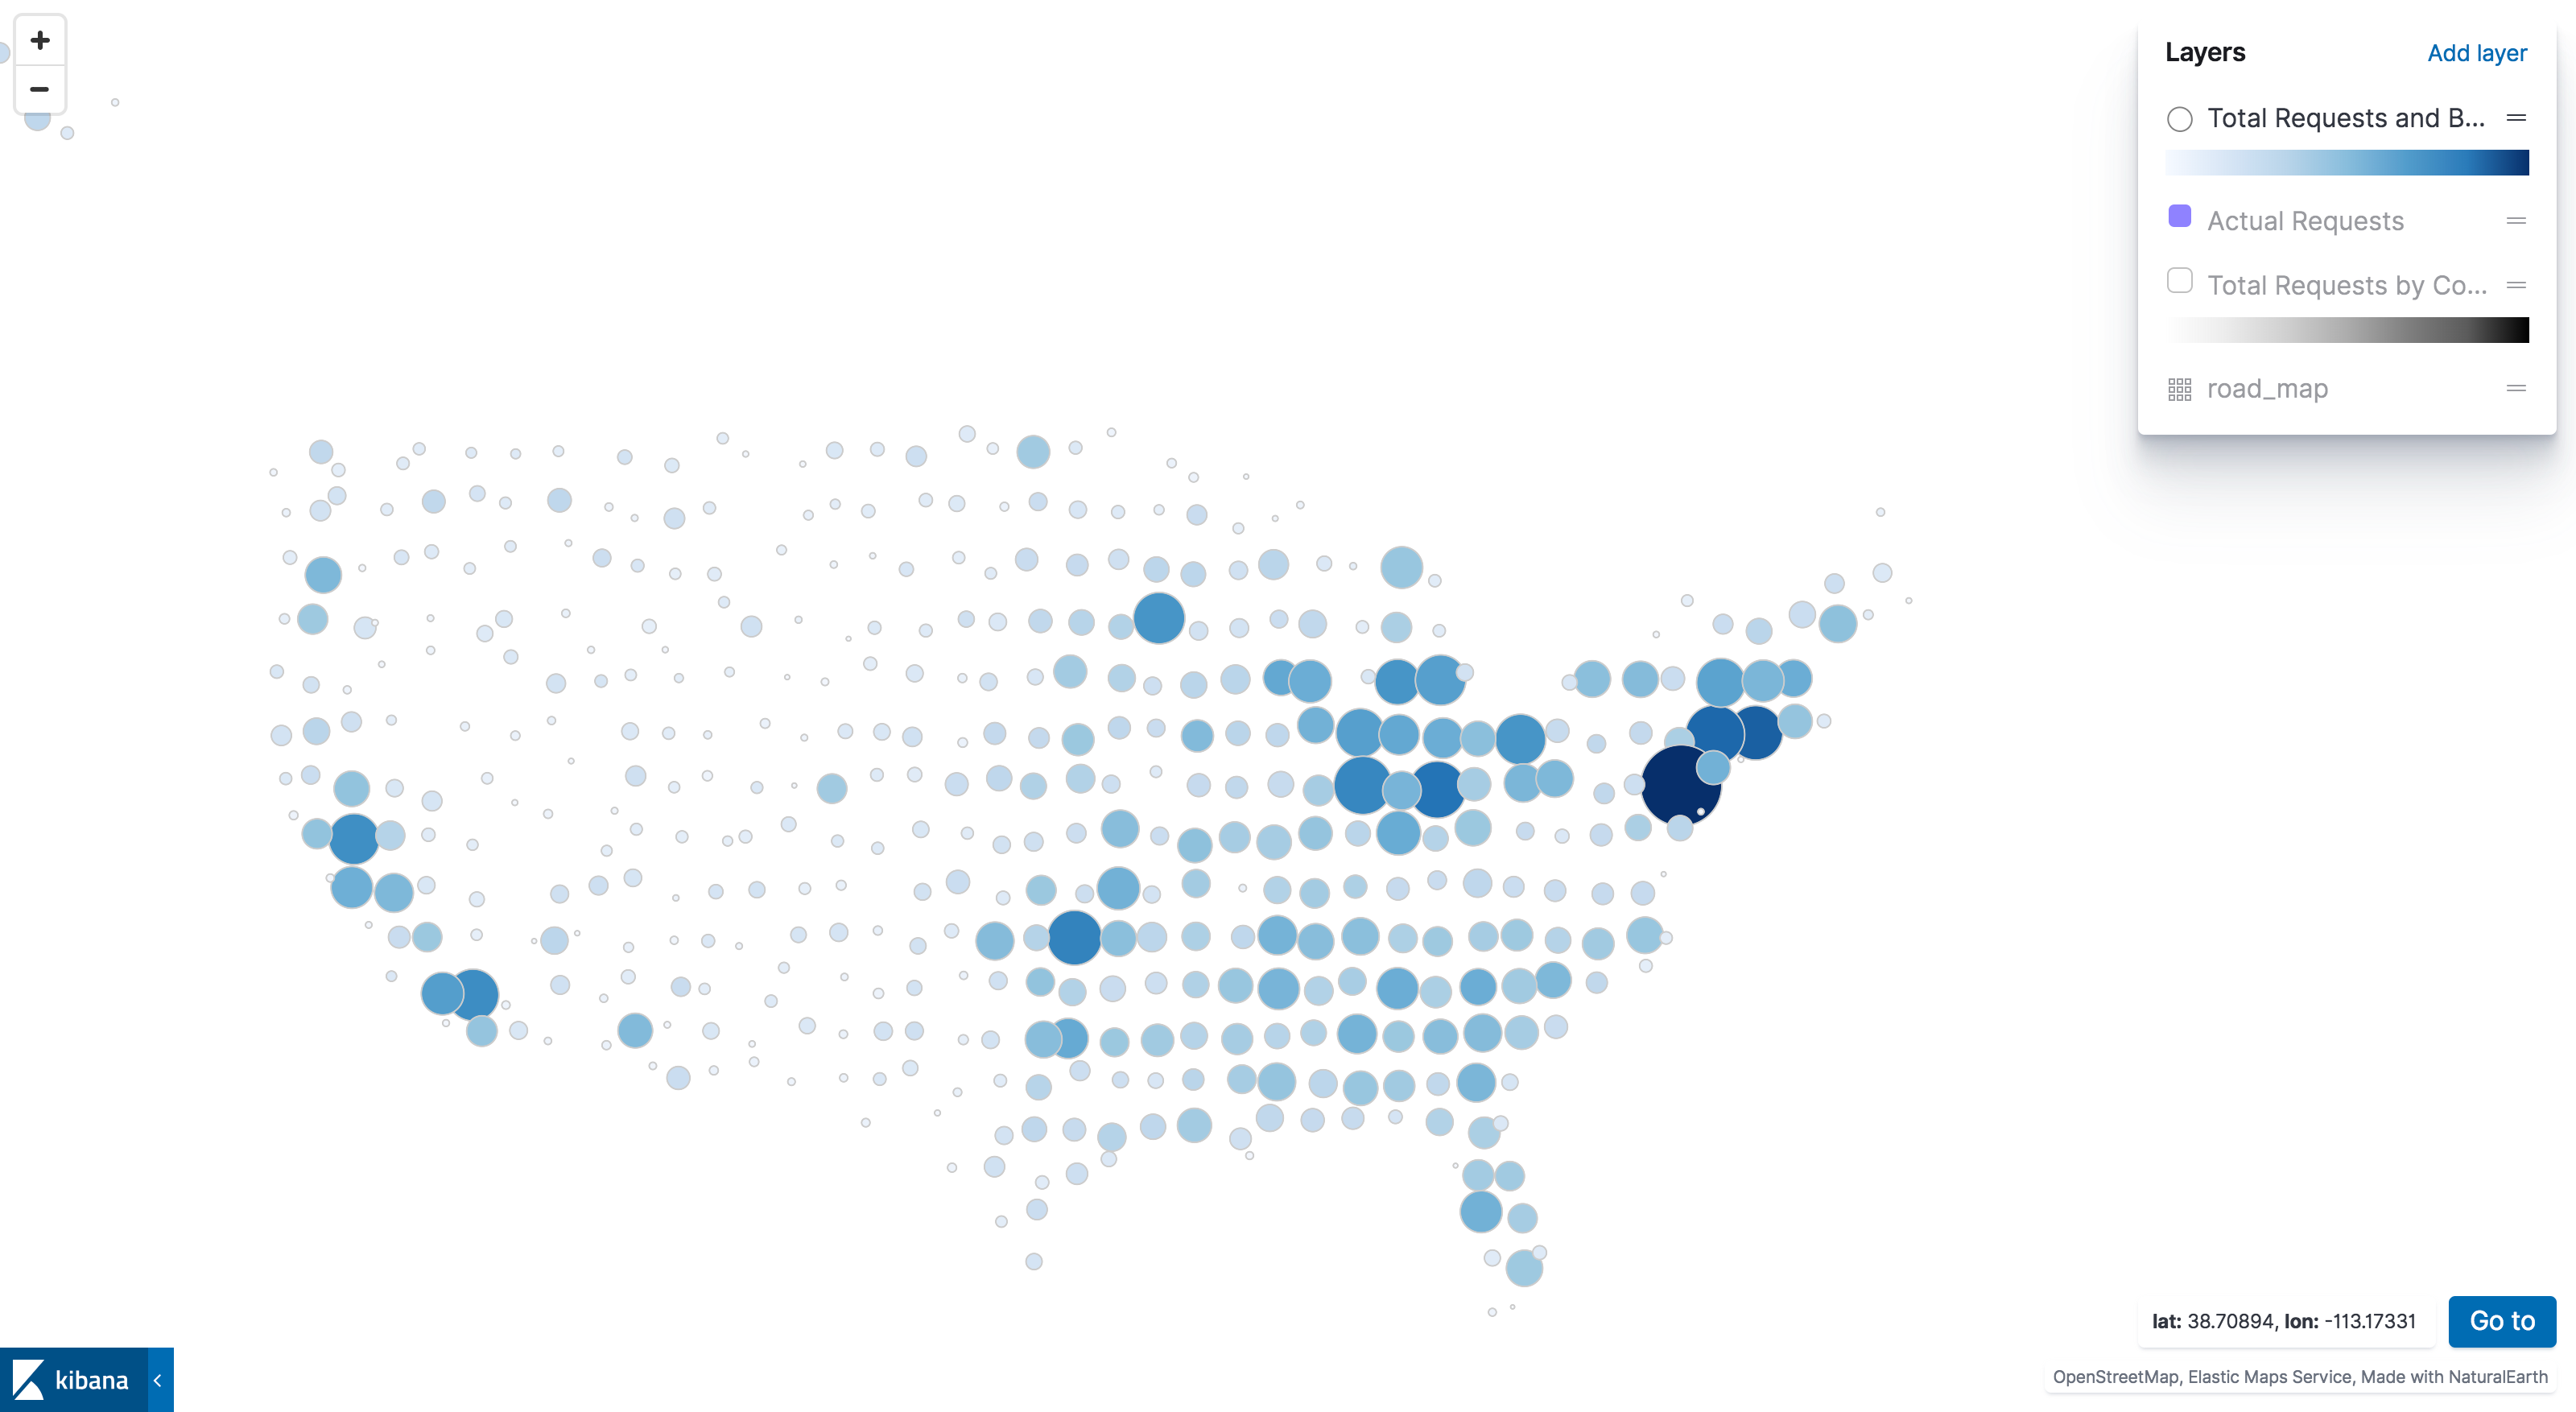 +
Layers
Add layer
−
Total Requests and B...
Actual Requests
Total Requests by Co...
road_map
lat: 38.70894, lon: -113.17331
Go to
kibana
OpenStreetMap, Elastic Maps Service, Made with NaturalEarth